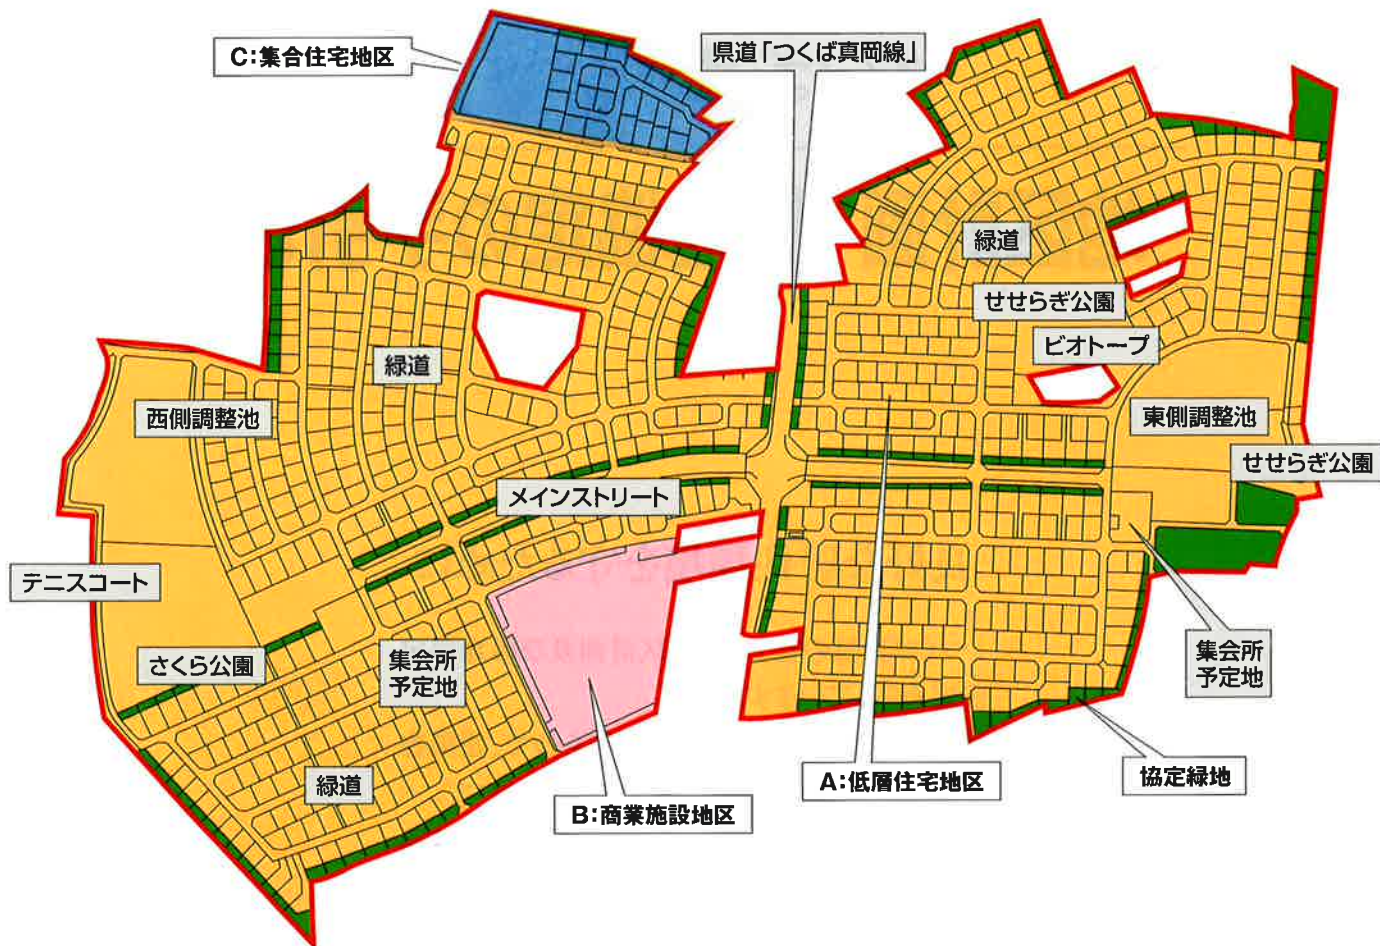 C:集合住宅地区
県道「つくば真岡線」
緑道
せせらぎ公園
ビオトープ
緑道
西側調整池
東側調整池
せせらぎ公園
メインストリート
テニスコート
さくら公園
集会所
予定地
集会所
予定地
緑道
A:低層住宅地区
協定緑地
B:商業施設地区